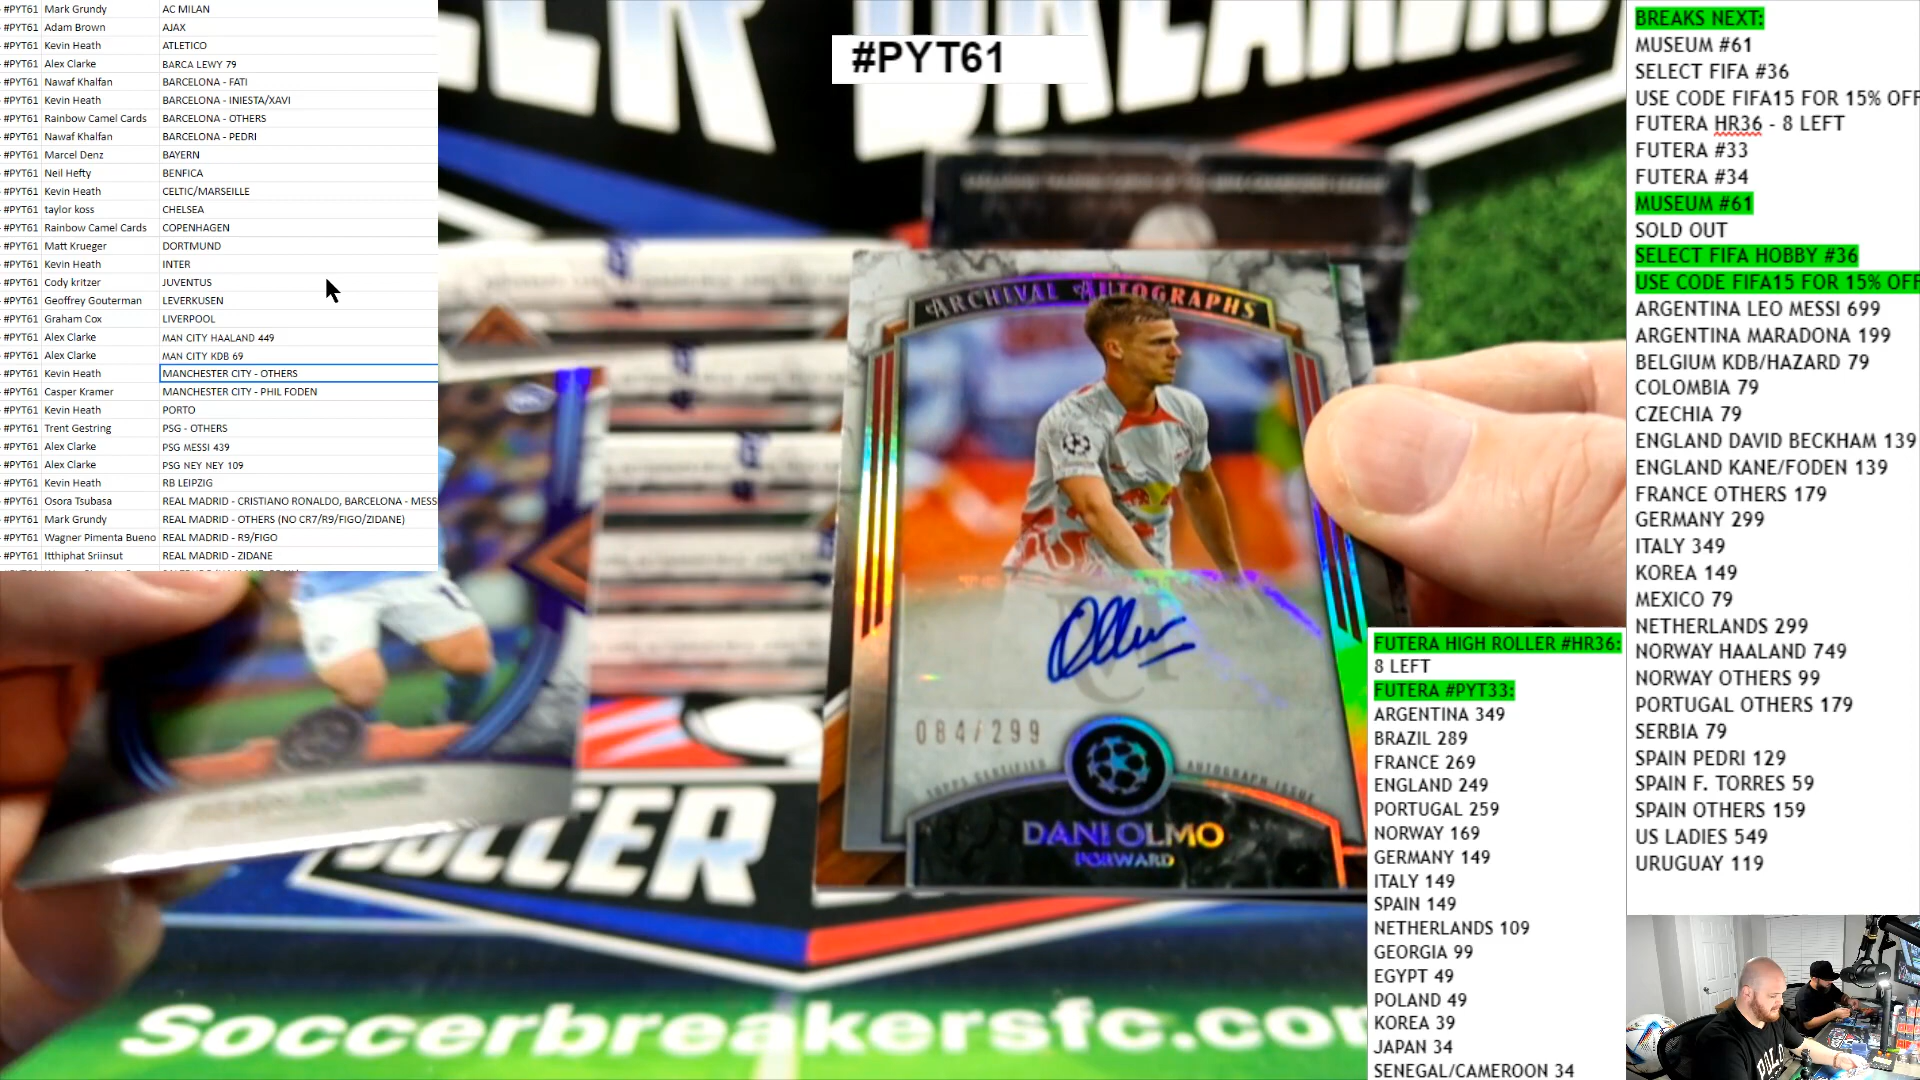 #PYT61 Mark Grundy AC MILAN
#PYT61 Adam Brown AJAX
#PYT61 Kevin Heath ATLETICO
#PYT61 Alex Clarke BARCA LEWY 79
#PYT61 Nawaf Khalfan BARCELONA - FATI
#PYT61 Kevin Heath BARCELONA - INIESTA/XAVI
#PYT61 Rainbow Camel Cards BARCELONA - OTHERS
#PYT61 Nawaf Khalfan BARCELONA - PEDRI
#PYT61 Marcel Denz BAYERN
#PYT61 Neil Hefty BENFICA
#PYT61 Kevin Heath CELTIC/MARSEILLE
#PYT61 taylor koss CHELSEA
#PYT61 Rainbow Camel Cards COPENHAGEN
#PYT61 Matt Krueger DORTMUND
#PYT61 Kevin Heath INTER
#PYT61 Cody kritzer JUVENTUS
#PYT61 Geoffrey Gouterman LEVERKUSEN
#PYT61 Graham Cox LIVERPOOL
#PYT61 Alex Clarke MAN CITY HAALAND 449
#PYT61 Alex Clarke MAN CITY KDB 69
#PYT61 Kevin Heath MANCHESTER CITY - OTHERS
#PYT61 Casper Kramer MANCHESTER CITY - PHIL FODEN
#PYT61 Kevin Heath PORTO
#PYT61 Trent Gestring PSG - OTHERS
#PYT61 Alex Clarke PSG MESSI 439
#PYT61 Alex Clarke PSG NEY NEY 109
#PYT61 Kevin Heath RB LEIPZIG
#PYT61 Osora Tsubasa REAL MADRID - CRISTIANO RONALDO, BARCELONA - MESS
#PYT61 Mark Grundy REAL MADRID - OTHERS (NO CR7/R9/FIGO/ZIDANE)
#PYT61 Wagner Pimenta Bueno REAL MADRID - R9/FIGO
#PYT61 Itthiphat Sriinsut REAL MADRID - ZIDANE
#PYT61
ARCHIVAL AUTOGRAPHS
084/299
TOPPS CERTIFIED AUTOGRAPH ISSUE
DANI OLMO
FORWARD
SOCCER
Soccerbreakersfc.co
BREAKS NEXT:
MUSEUM #61
SELECT FIFA #36
USE CODE FIFA15 FOR 15% OFF
FUTERA HR36 - 8 LEFT
FUTERA #33
FUTERA #34
MUSEUM #61
SOLD OUT
SELECT FIFA HOBBY #36
USE CODE FIFA15 FOR 15% OFF
ARGENTINA LEO MESSI 699
ARGENTINA MARADONA 199
BELGIUM KDB/HAZARD 79
COLOMBIA 79
CZECHIA 79
ENGLAND DAVID BECKHAM 139
ENGLAND KANE/FODEN 139
FRANCE OTHERS 179
GERMANY 299
ITALY 349
KOREA 149
MEXICO 79
NETHERLANDS 299
NORWAY HAALAND 749
NORWAY OTHERS 99
PORTUGAL OTHERS 179
SERBIA 79
SPAIN PEDRI 129
SPAIN F. TORRES 59
SPAIN OTHERS 159
US LADIES 549
URUGUAY 119
FUTERA HIGH ROLLER #HR36:
8 LEFT
FUTERA #PYT33:
ARGENTINA 349
BRAZIL 289
FRANCE 269
ENGLAND 249
PORTUGAL 259
NORWAY 169
GERMANY 149
ITALY 149
SPAIN 149
NETHERLANDS 109
GEORGIA 99
EGYPT 49
POLAND 49
KOREA 39
JAPAN 34
SENEGAL/CAMEROON 34